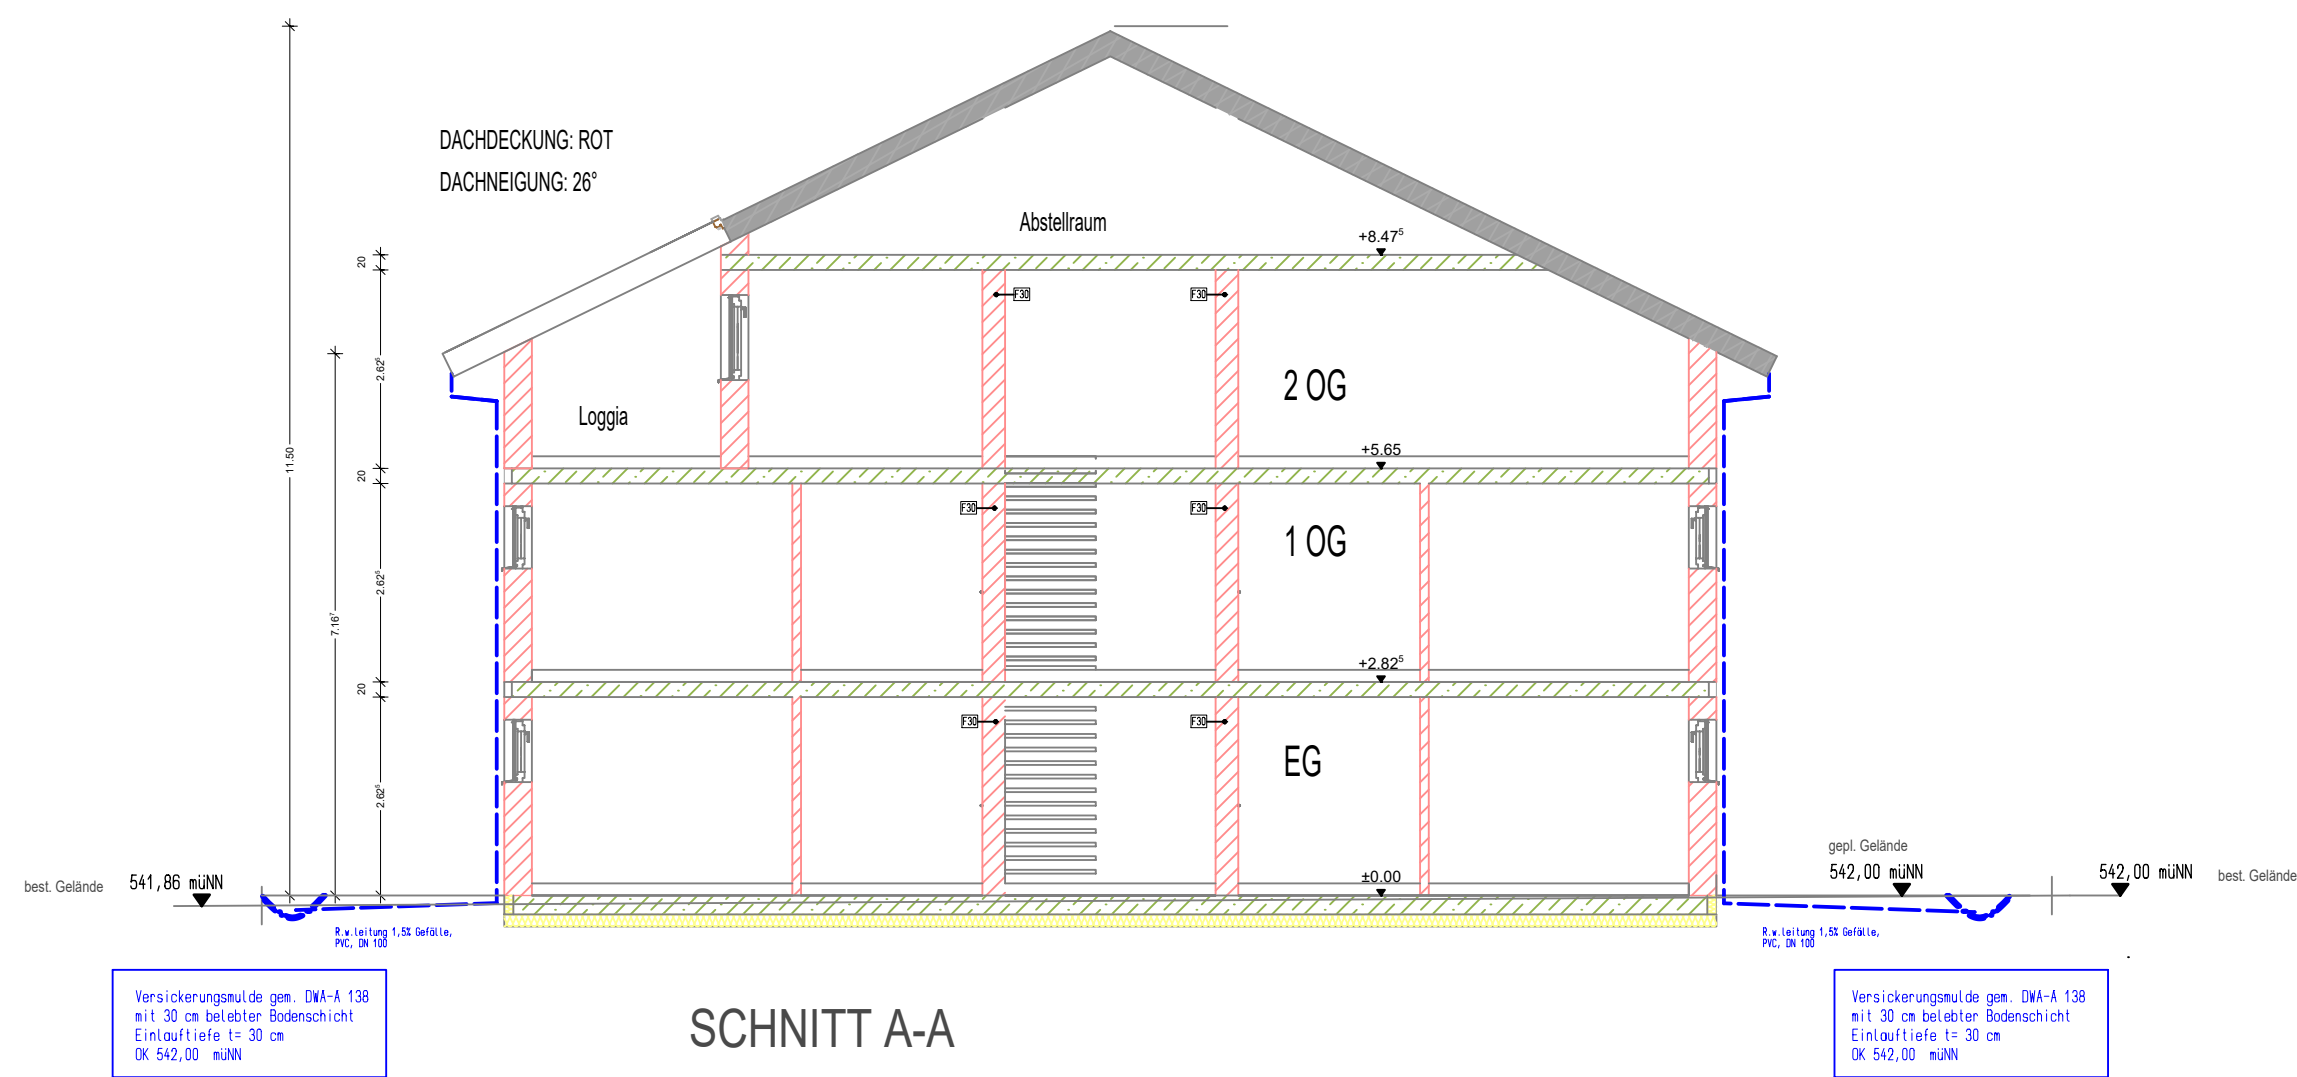 DACHDECKUNG: ROT
DACHNEIGUNG: 26°
Abstellraum
+8.47⁵
20
F30
F30
2.62⁵
7.16⁷
11.50
2 OG
Loggia
+5.65
20
F30
F30
1 OG
2.62⁵
+2.82⁵
20
F30
F30
EG
2.62⁵
±0.00
best. Gelände
541,86 müNN
gepl. Gelände
542,00 müNN
542,00 müNN
best. Gelände
R.w.leitung 1,5% Gefälle,
PVC, DN 100
R.w.leitung 1,5% Gefälle,
PVC, DN 100
Versickerungsmulde gem. DWA-A 138
mit 30 cm belebter Bodenschicht
Einlauftiefe t= 30 cm
OK 542,00 müNN
SCHNITT A-A
Versickerungsmulde gem. DWA-A 138
mit 30 cm belebter Bodenschicht
Einlauftiefe t= 30 cm
OK 542,00 müNN